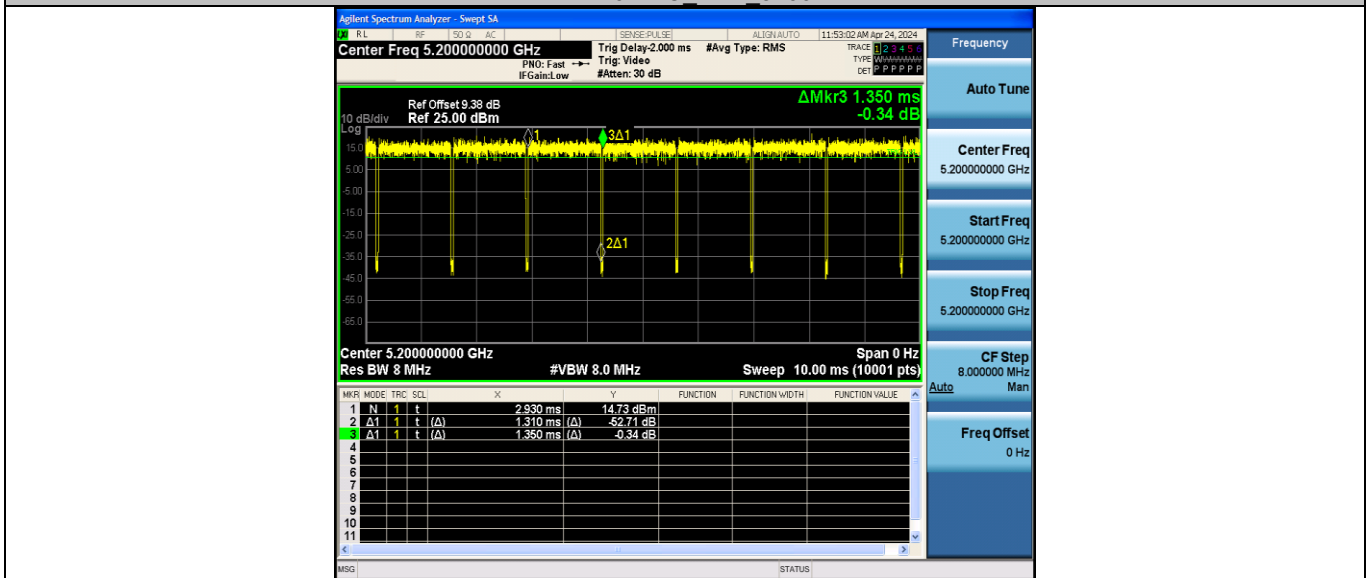 Agilent Spectrum Analyzer - Swept SA
RL RF 50 Ω AC SENSE:PULSE ALIGN AUTO 11:53:02 AM Apr 24, 2024
Center Freq 5.200000000 GHz
PNO: Fast
IFGain:Low
Trig Delay-2.000 ms
Trig: Video
#Atten: 30 dB
#Avg Type: RMS
TRACE 1 2 3 4 5 6
TYPE
DET P P P P P P
Frequency
Auto Tune
Center Freq
5.200000000 GHz
Start Freq
5.200000000 GHz
Stop Freq
5.200000000 GHz
CF Step
8.000000 MHz
Auto Man
Freq Offset
0 Hz
ΔMkr3 1.350 ms
-0.34 dB
Ref Offset 9.38 dB
10 dB/div Ref 25.00 dBm
Log
1 3Δ1
15.0
5.00
-5.00
-15.0
-25.0
2Δ1
-35.0
-45.0
-55.0
-65.0
Center 5.200000000 GHz Span 0 Hz
Res BW 8 MHz #VBW 8.0 MHz Sweep 10.00 ms (10001 pts)
MKR MODE TRC SCL X Y FUNCTION FUNCTION WIDTH FUNCTION VALUE
1 N 1 t 2.930 ms 14.73 dBm
2 Δ1 1 t (Δ) 1.310 ms (Δ) -52.71 dB
3 Δ1 1 t (Δ) 1.350 ms (Δ) -0.34 dB
4
5
6
7
8
9
10
11
MSG STATUS